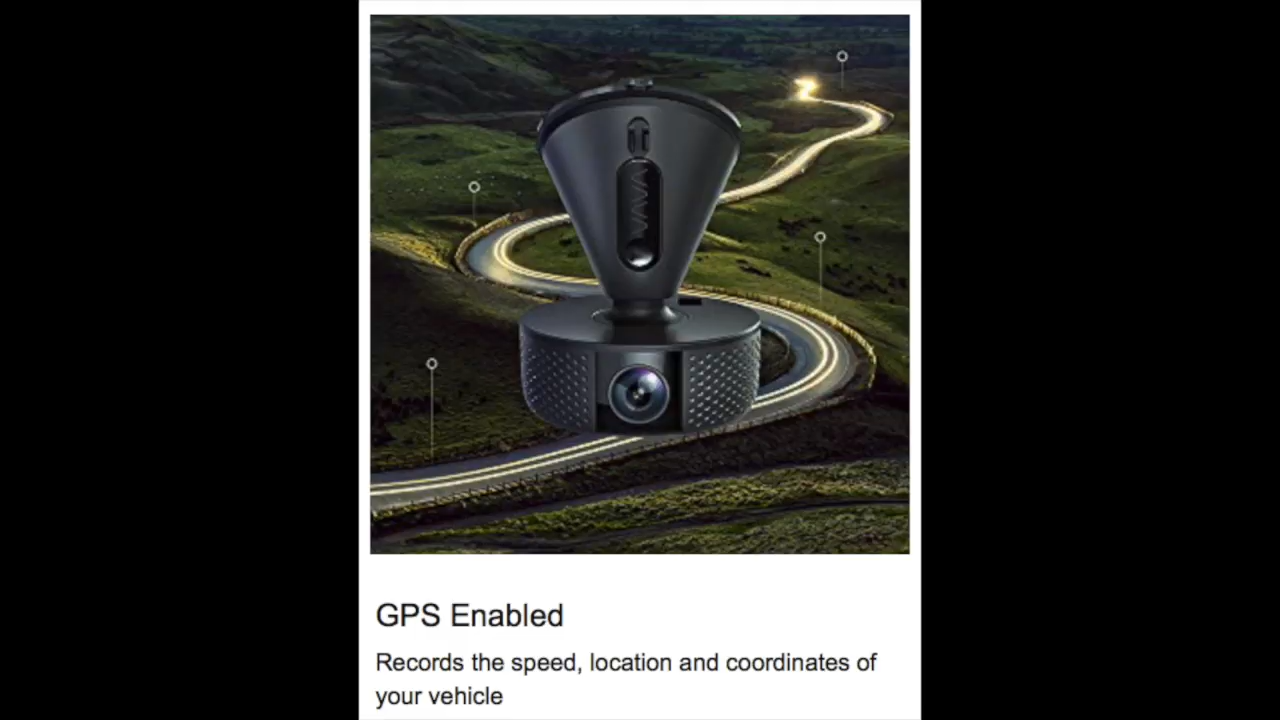 GPS Enabled
Records the speed, location and coordinates of
your vehicle